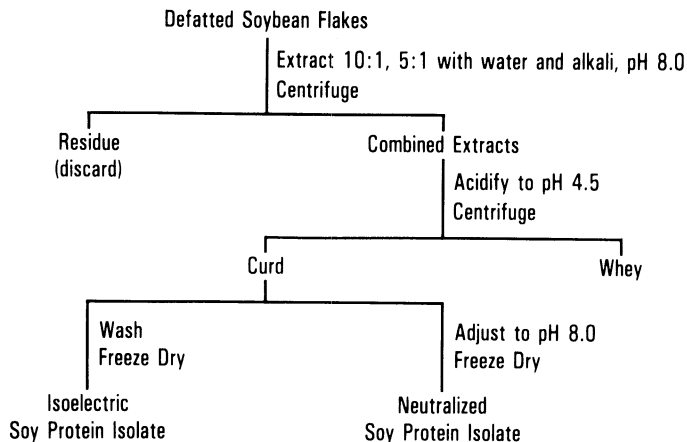 Defatted Soybean Flakes
Extract 10:1, 5:1 with water and alkali, pH 8.0
Centrifuge
Residue
(discard)
Combined Extracts
Acidify to pH 4.5
Centrifuge
Curd
Whey
Wash
Freeze Dry
Adjust to pH 8.0
Freeze Dry
Isoelectric
Soy Protein Isolate
Neutralized
Soy Protein Isolate